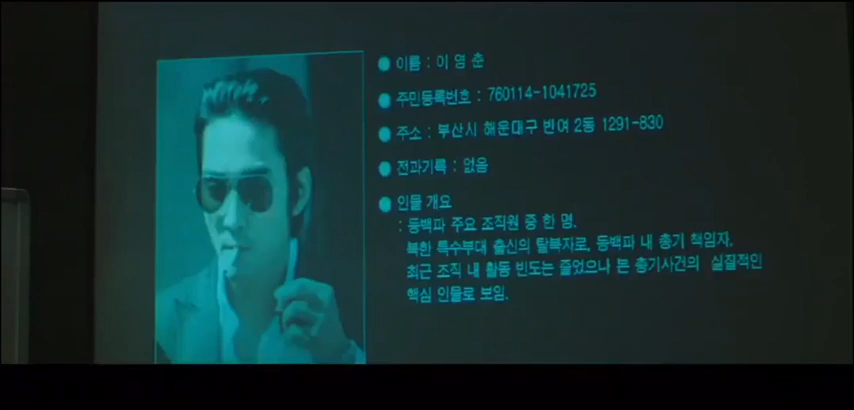 ● 이름 : 이 영 춘
● 주민등록번호 : 760114-1041725
● 주소 : 부산시 해운대구 반여 2동 1291-830
● 전과기록 : 없음
● 인물 개요
: 동백파 주요 조직원 중 한 명.
북한 특수부대 출신의 탈북자로, 동백파 내 총기 책임자.
최근 조직 내 활동 빈도는 줄었으나 본 총기사건의 실질적인
핵심 인물로 보임.